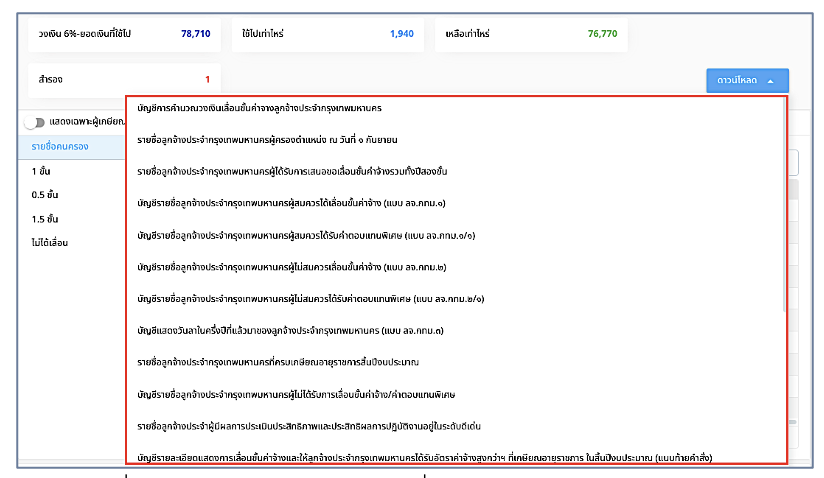 วงเงิน 6%-ยอดเงินที่ใช้ไป 78,710 ใช้ไปเท่าไหร่ 1,940 เหลือเท่าไหร่ 76,770
สำรอง 1 ดาวน์โหลด
บัญชีการคำนวณวงเงินเลื่อนขั้นค่าจ้างลูกจ้างประจำกรุงเทพมหานคร
แสดงเฉพาะผู้เกษียณ
รายชื่อลูกจ้างประจำกรุงเทพมหานครผู้ครองตำแหน่ง ณ วันที่ ๑ กันยายน
รายชื่อคนครอง
รายชื่อลูกจ้างประจำกรุงเทพมหานครผู้ได้รับการเสนอขอเลื่อนขั้นค่าจ้างรวมทั้งปีสองขั้น
1 ขั้น
0.5 ขั้น
บัญชีรายชื่อลูกจ้างประจำกรุงเทพมหานครผู้สมควรได้เลื่อนขั้นค่าจ้าง (แบบ ลจ.กทม.๑)
1.5 ขั้น
บัญชีรายชื่อลูกจ้างประจำกรุงเทพมหานครผู้สมควรได้รับค่าตอบแทนพิเศษ (แบบ ลจ.กทม.๑/๑)
ไม่ได้เลื่อน
บัญชีรายชื่อลูกจ้างประจำกรุงเทพมหานครผู้ไม่สมควรเลื่อนขั้นค่าจ้าง (แบบ ลจ.กทม.๒)
บัญชีรายชื่อลูกจ้างประจำกรุงเทพมหานครผู้ไม่สมควรได้รับค่าตอบแทนพิเศษ (แบบ ลจ.กทม.๒/๑)
บัญชีแสดงวันลาในครึ่งปีที่แล้วมาของลูกจ้างประจำกรุงเทพมหานคร (แบบ ลจ.กทม.๓)
รายชื่อลูกจ้างประจำกรุงเทพมหานครที่ครบเกษียณอายุราชการสิ้นปีงบประมาณ
บัญชีรายชื่อลูกจ้างประจำกรุงเทพมหานครผู้ไม่ได้รับการเลื่อนขั้นค่าจ้าง/ค่าตอบแทนพิเศษ
รายชื่อลูกจ้างประจำผู้มีผลการประเมินประสิทธิภาพและประสิทธิผลการปฏิบัติงานอยู่ในระดับดีเด่น
บัญชีรายละเอียดแสดงการเลื่อนขั้นค่าจ้างและให้ลูกจ้างประจำกรุงเทพมหานครได้รับอัตราค่าจ้างสูงกว่าฯ ที่เกษียณอายุราชการ ในสิ้นปีงบประมาณ (แนบท้ายคำสั่ง)